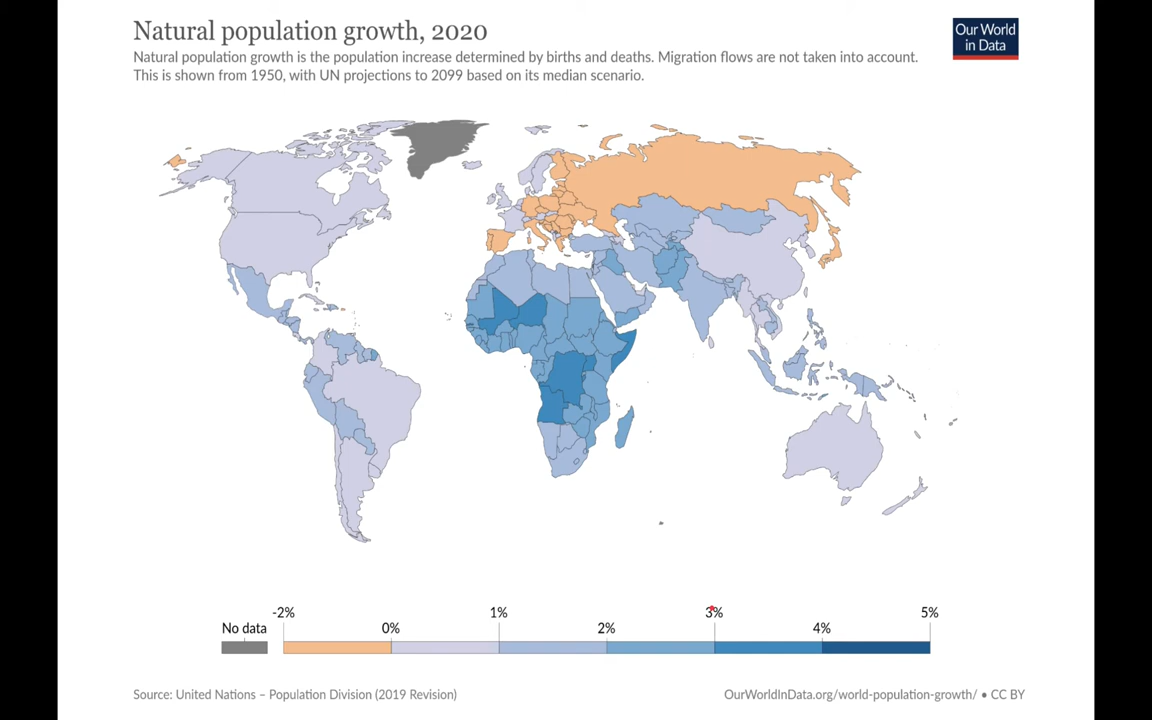 Natural population growth, 2020
Our World
in Data
Natural population growth is the population increase determined by births and deaths. Migration flows are not taken into account.
This is shown from 1950, with UN projections to 2099 based on its median scenario.
-2% 1% 3% 5%
No data 0% 2% 4%
Source: United Nations – Population Division (2019 Revision)
OurWorldInData.org/world-population-growth/ • CC BY